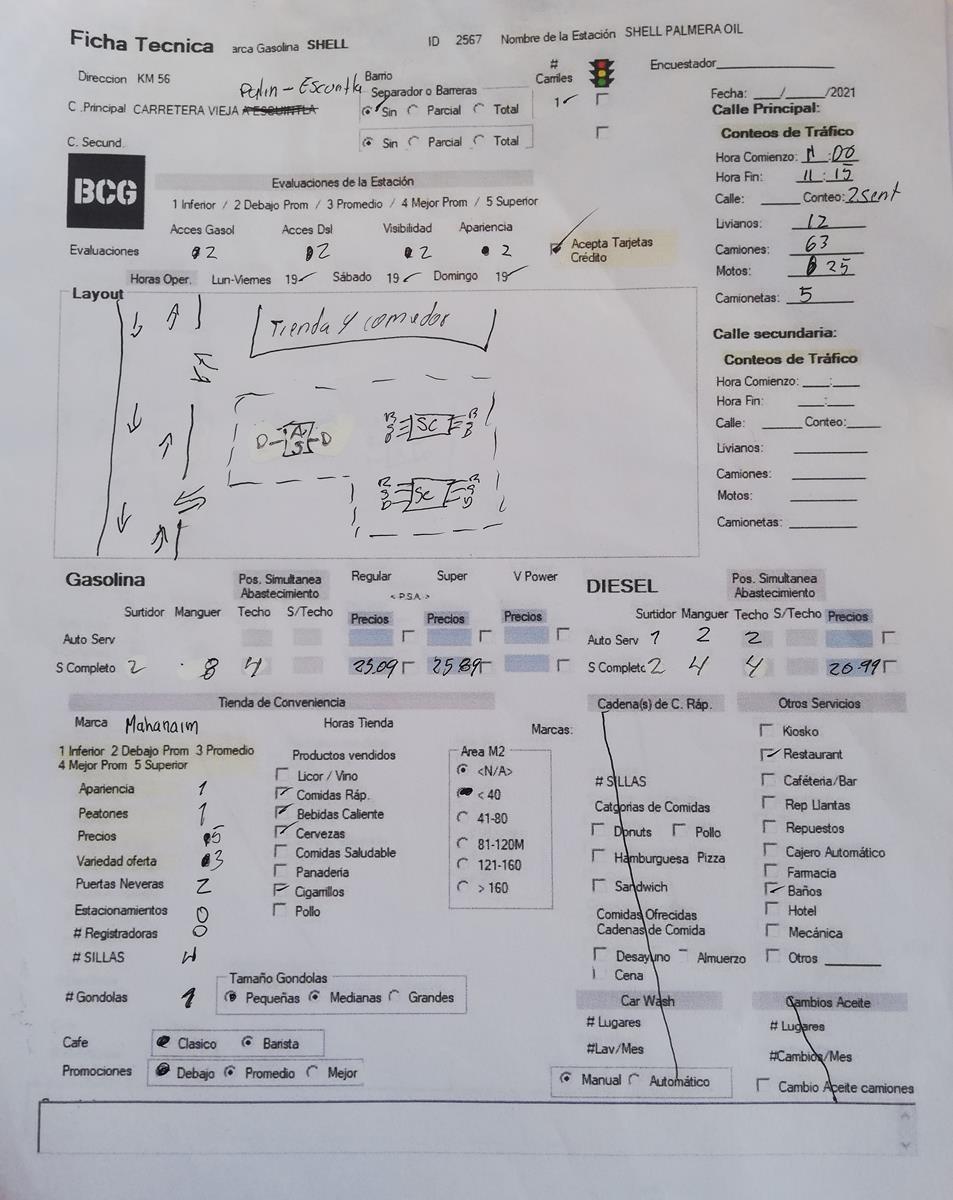 Ficha Tecnica arca Gasolina SHELL ID 2567 Nombre de la Estación SHELL PALMERA OIL
Direccion KM 56 Barrio # Carriles Encuestador
Palin - Escuintla
Separador o Barreras
C .Principal CARRETERA VIEJA A ESCUINTLA Sin Parcial Total 1
Fecha: ___/___/2021
C. Secund. Sin Parcial Total
Calle Principal:
Conteos de Tráfico
Hora Comienzo: 11:00
Hora Fin: 11:15
Calle: Conteo: 2 sent
Livianos: 12
Camiones: 63
Motos: 25
Camionetas: 5
BCG
Evaluaciones de la Estación
1 Inferior / 2 Debajo Prom / 3 Promedio / 4 Mejor Prom / 5 Superior
Acces Gasol Acces Dsl Visibilidad Apariencia
Evaluaciones 2 2 2 2
Acepta Tarjetas
Crédito
Horas Oper. Lun-Viernes 19 Sábado 19 Domingo 19
Layout
Tienda y comedor
D A S D
R S D SC R S D
R S D SC R S D
Calle secundaria:
Conteos de Tráfico
Hora Comienzo: ___:___
Hora Fin: ___:___
Calle: Conteo:
Livianos:
Camiones:
Motos:
Camionetas:
Gasolina Pos. Simultanea Abastecimiento Regular Super V Power
< P.S.A. >
Surtidor Manguer Techo S/Techo Precios Precios Precios
Auto Serv
S Completo 2 8 4 25.09 25.89
DIESEL Pos. Simultanea Abastecimiento
Surtidor Manguer Techo S/Techo Precios
Auto Serv 1 2 2
S Completo 2 4 4 20.99
Tienda de Conveniencia
Marca Mahanaim Horas Tienda Marcas:
1 Inferior 2 Debajo Prom 3 Promedio
4 Mejor Prom 5 Superior
Apariencia 1
Peatones 1
Precios 5
Variedad oferta 3
Puertas Neveras 2
Estacionamientos 0
# Registradoras 0
# SILLAS 4
# Gondolas 1
Productos vendidos
Licor / Vino
Comidas Ráp.
Bebidas Caliente
Cervezas
Comidas Saludable
Panadería
Cigarrillos
Pollo
Area M2
<N/A>
< 40
41-80
81-120M
121-160
> 160
Tamaño Gondolas
Pequeñas Medianas Grandes
Cafe Clasico Barista
Promociones Debajo Promedio Mejor
Cadena(s) de C. Ráp.
# SILLAS
Catgorias de Comidas
Donuts Pollo
Hamburguesa Pizza
Sandwich
Comidas Ofrecidas
Cadenas de Comida
Desayuno Almuerzo
Cena
Car Wash
# Lugares
#Lav/Mes
Manual Automático
Otros Servicios
Kiosko
Restaurant
Caféteria/Bar
Rep Llantas
Repuestos
Cajero Automático
Farmacia
Baños
Hotel
Mecánica
Otros
Cambios Aceite
# Lugares
#Cambios/Mes
Cambio Aceite camiones